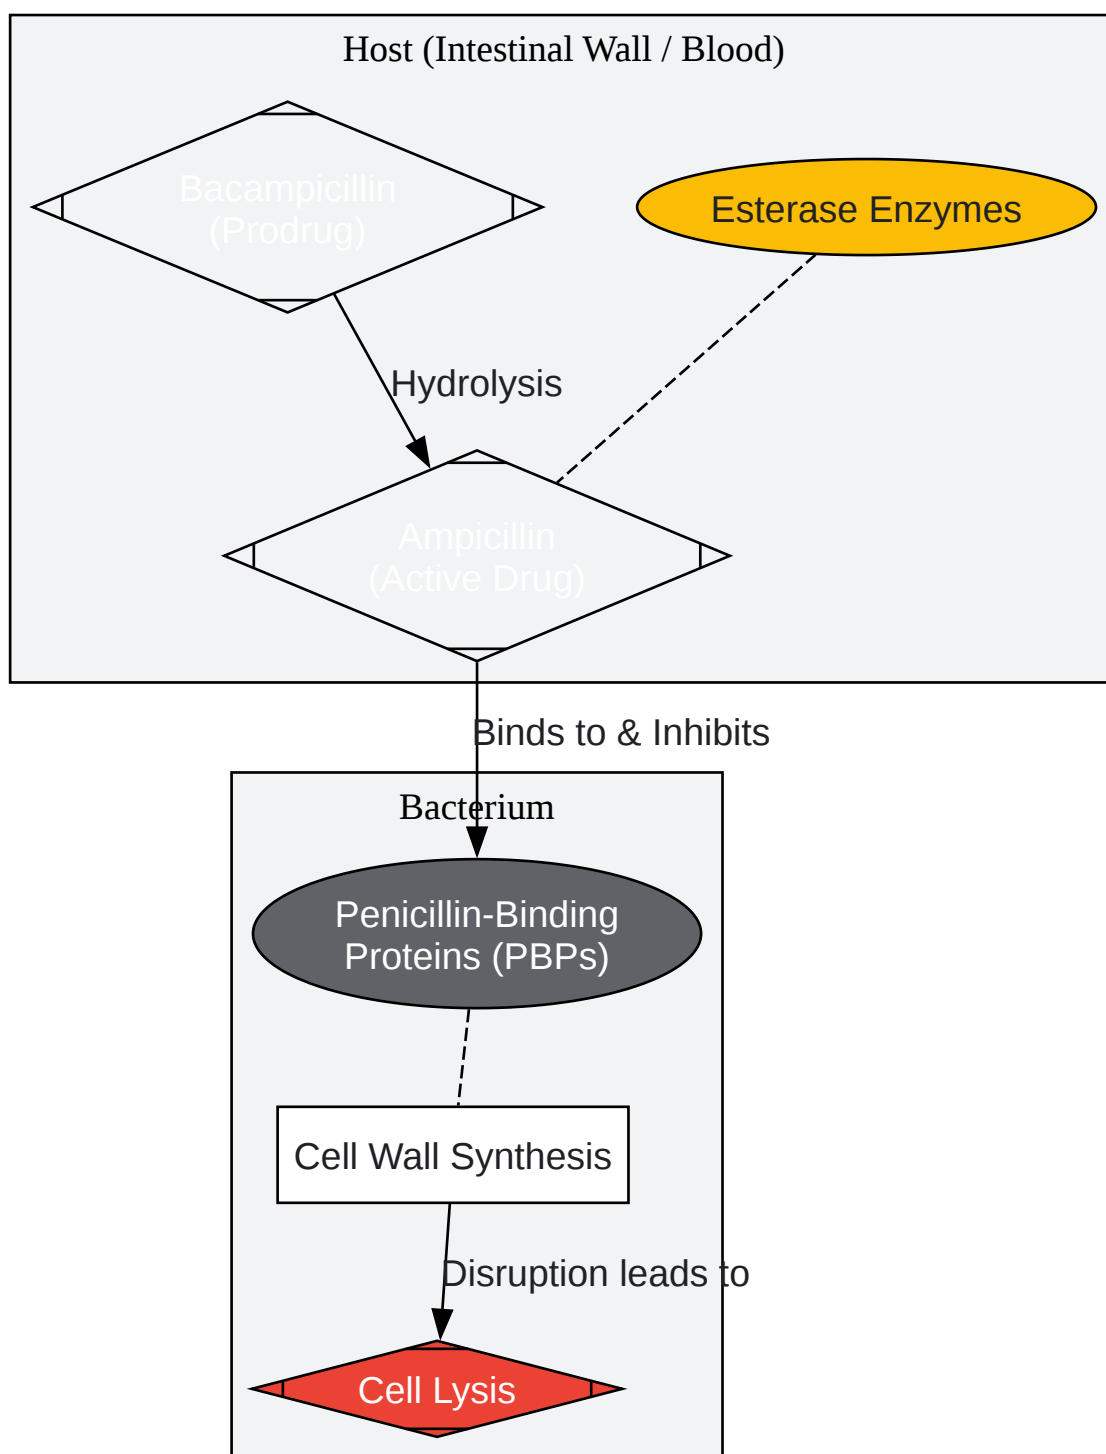 Host (Intestinal Wall / Blood)
Bacampicillin
(Prodrug)
Esterase Enzymes
Hydrolysis
Ampicillin
(Active Drug)
Binds to & Inhibits
Bacterium
Penicillin-Binding
Proteins (PBPs)
Cell Wall Synthesis
Disruption leads to
Cell Lysis